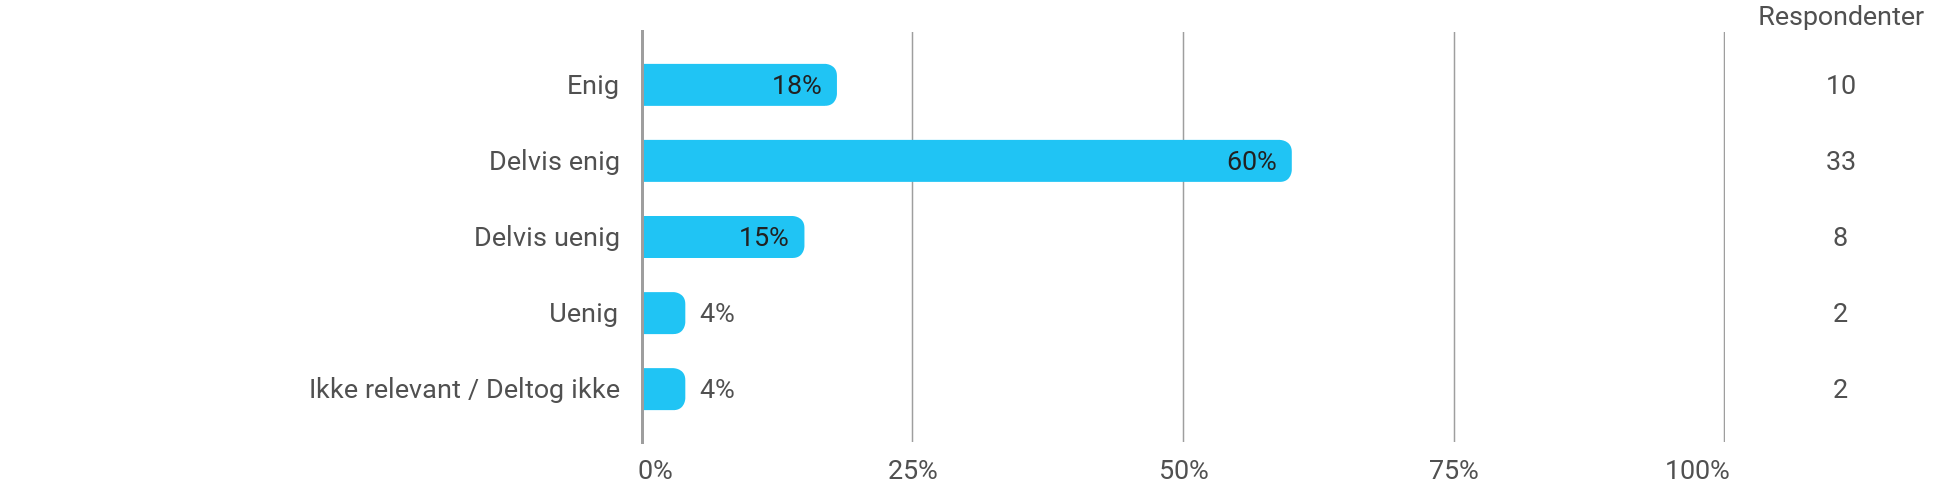 Respondenter
Enig 18% 10
Delvis enig 60% 33
Delvis uenig 15% 8
Uenig 4% 2
Ikke relevant / Deltog ikke 4% 2
0% 25% 50% 75% 100%